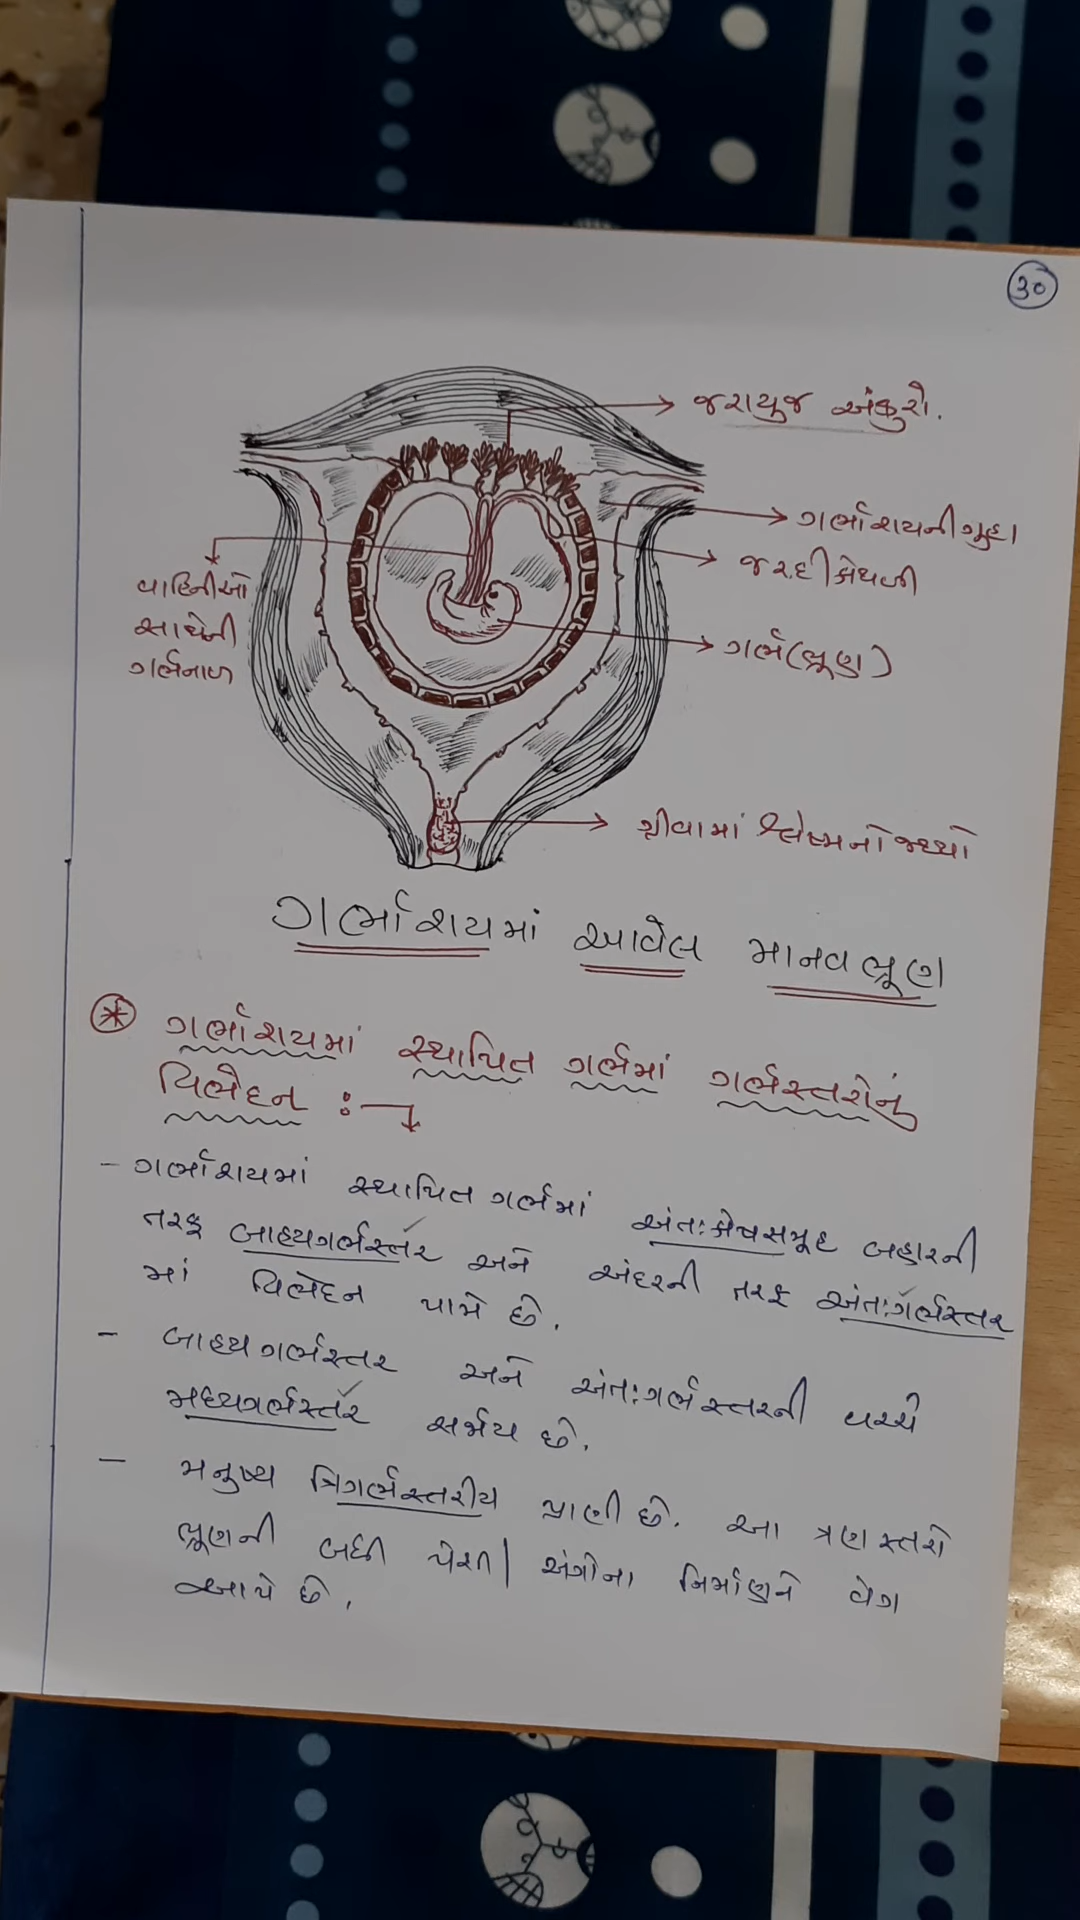 30
જરાયુજ અંકુરો.
ગર્ભાશયની ગુહા
જરદી કોથળી
વાહિનીઓ
સાથેની
ગર્ભનાળ
ગર્ભ(ભ્રૂણ)
ગ્રીવામાં શ્લેષ્મનો જથ્થો
ગર્ભાશયમાં આવેલ માનવ ભ્રૂણ
* ગર્ભાશયમાં સ્થાપિત ગર્ભમાં ગર્ભસ્તરોનું
વિભેદન :→
- ગર્ભાશયમાં સ્થાપિત ગર્ભમાં અંતઃકોષસમૂહ બહારની
તરફ બાહ્યગર્ભસ્તર અને અંદરની તરફ અંતઃગર્ભસ્તર
માં વિભેદન પામે છે.
- બાહ્યગર્ભસ્તર અને અંતઃગર્ભસ્તરની વચ્ચે
મધ્યગર્ભસ્તર સર્જાય છે.
- મનુષ્ય ત્રિગર્ભસ્તરીય પ્રાણી છે. આ ત્રણ સ્તરો
ભ્રૂણની બધી પેશી/અંગોના નિર્માણને વેગ
આપે છે.